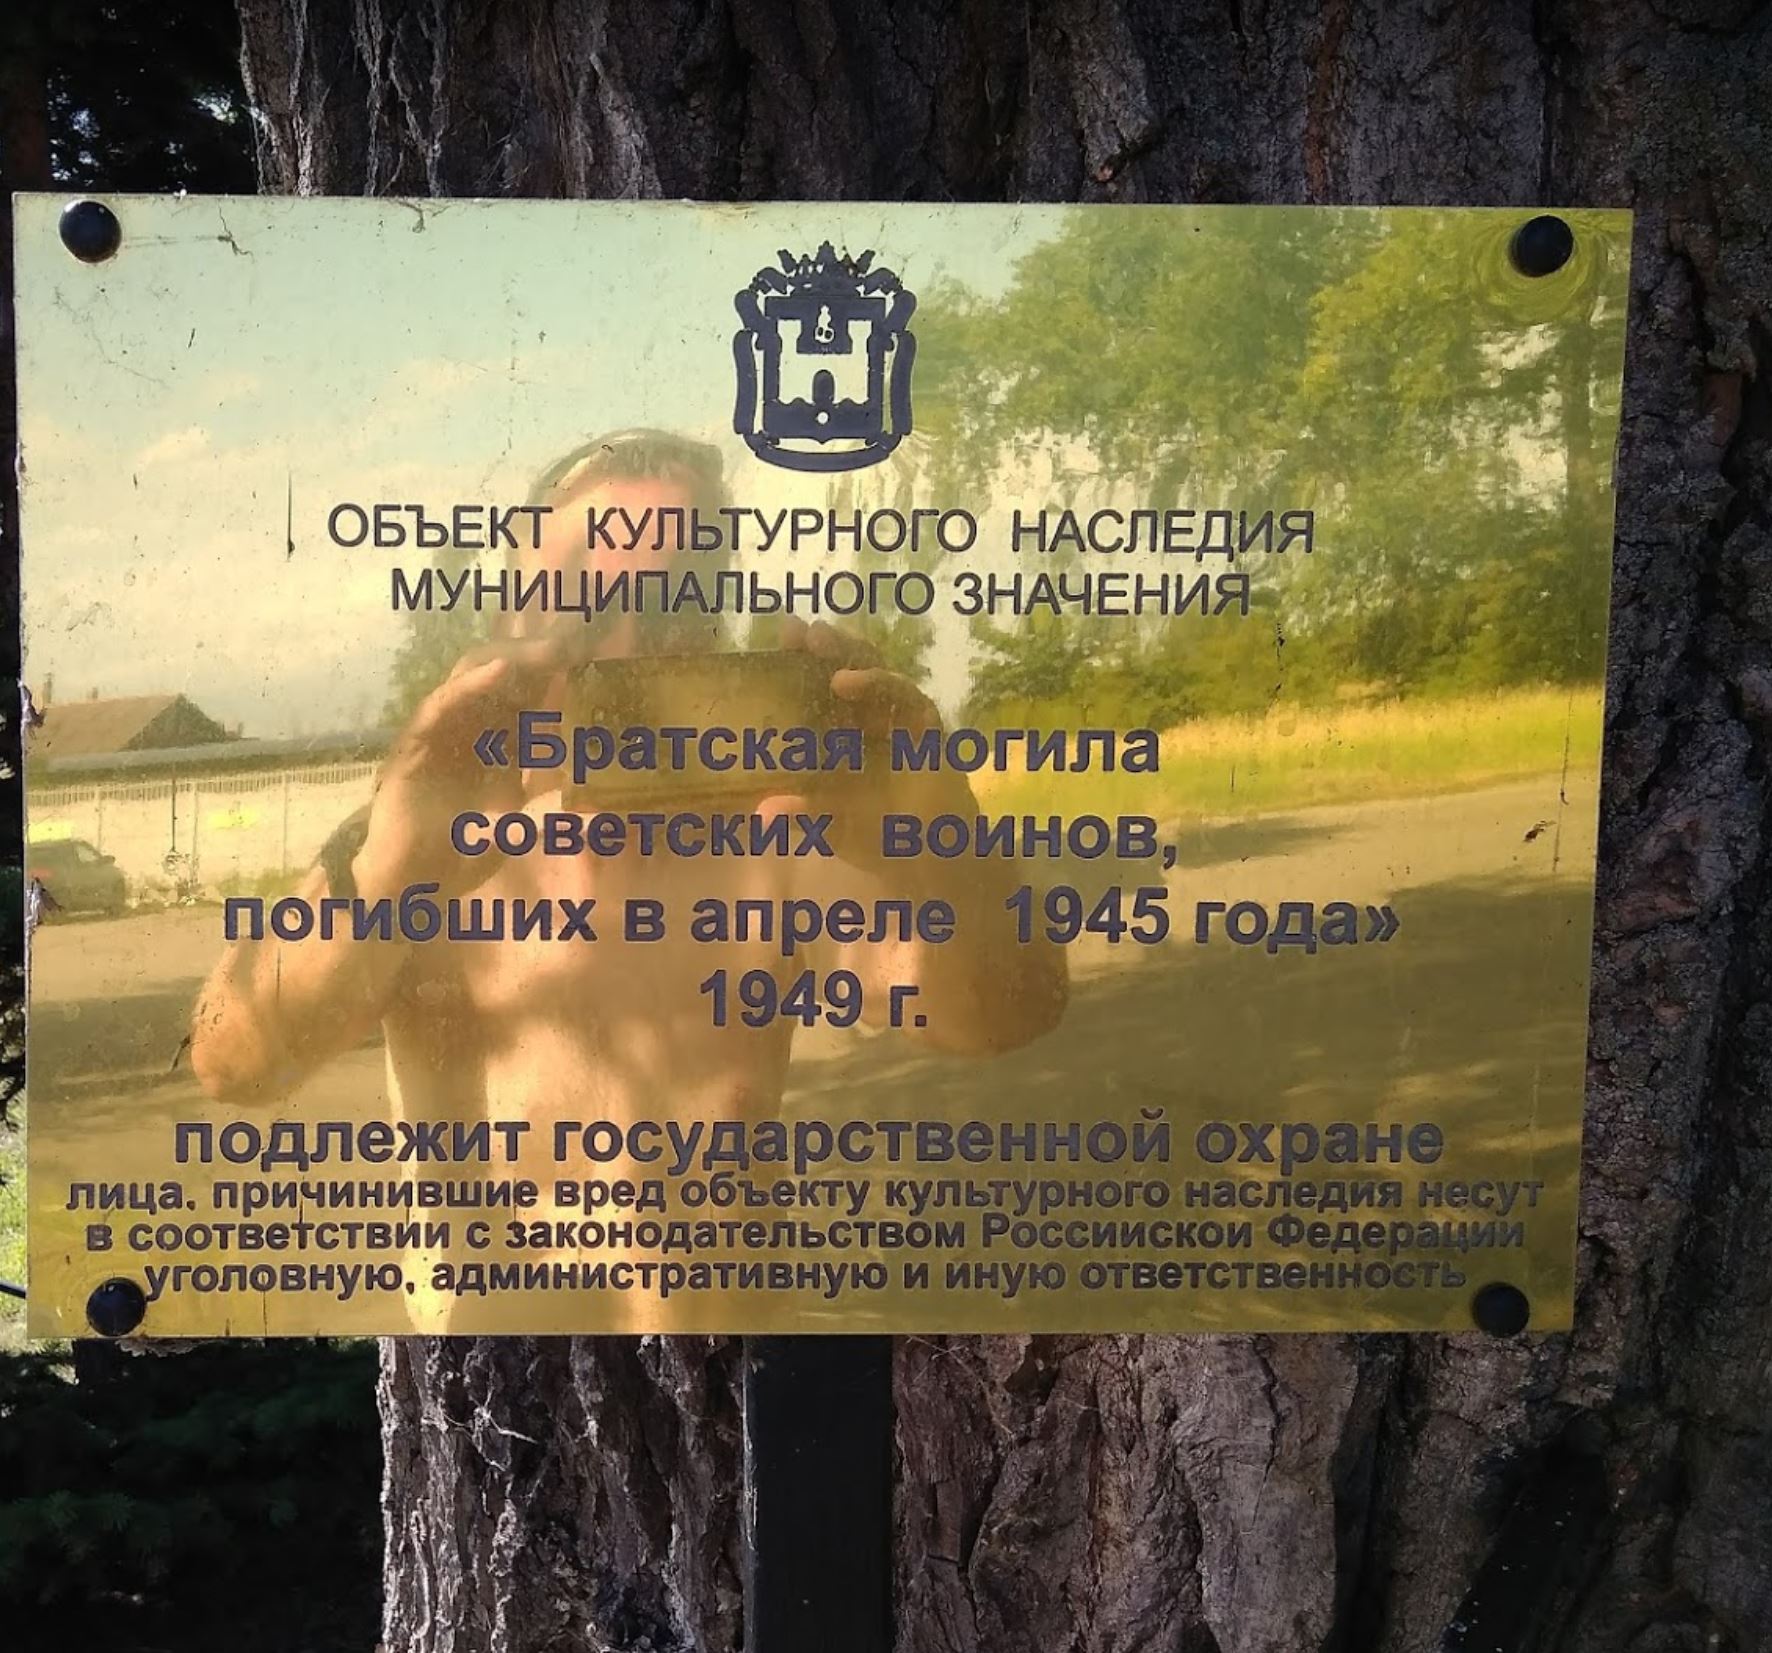 ОБЪЕКТ КУЛЬТУРНОГО НАСЛЕДИЯ
МУНИЦИПАЛЬНОГО ЗНАЧЕНИЯ
«Братская могила
советских воинов,
погибших в апреле 1945 года»
1949 г.
подлежит государственной охране
лица, причинившие вред объекту культурного наследия несут
в соответствии с законодательством Россиискои Федерации
уголовную, административную и иную ответственность